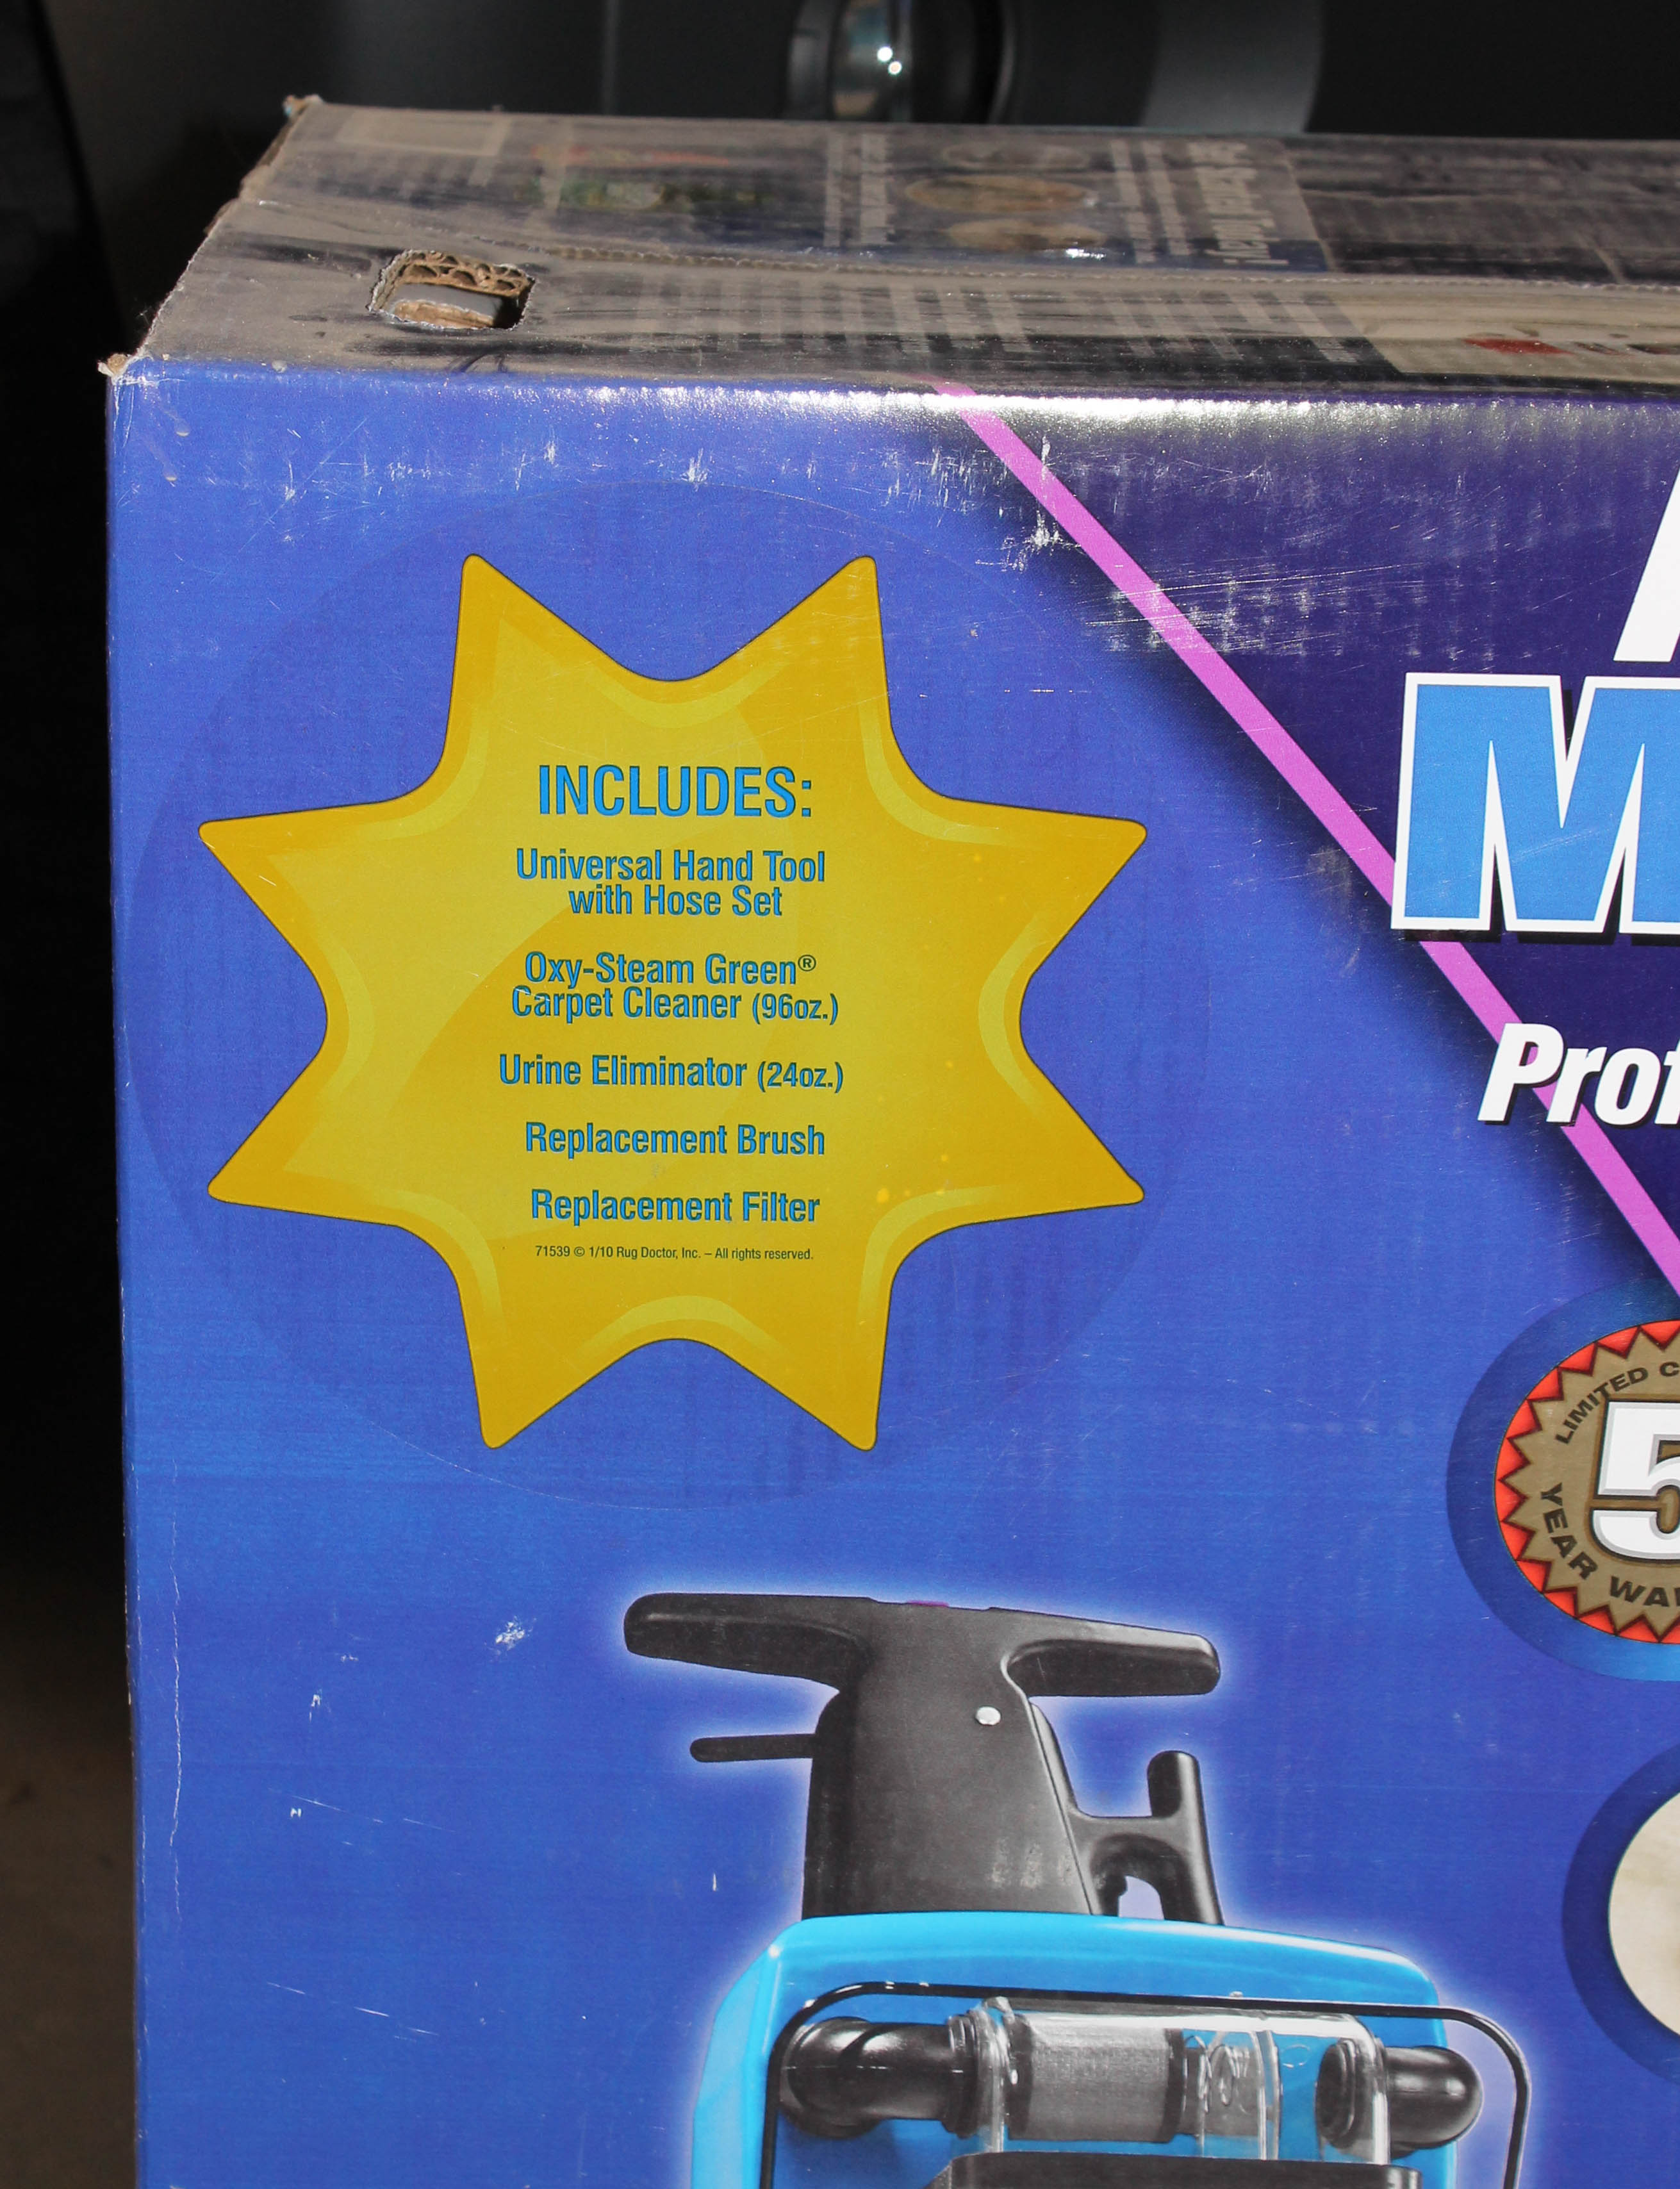 INCLUDES:
Universal Hand Tool
with Hose Set
Oxy-Steam Green®
Carpet Cleaner (96oz.)
Urine Eliminator (24oz.)
Replacement Brush
Replacement Filter
71539 © 1/10 Rug Doctor, Inc. – All rights reserved.
M
Prof
LIMITED C
5
YEAR WAR